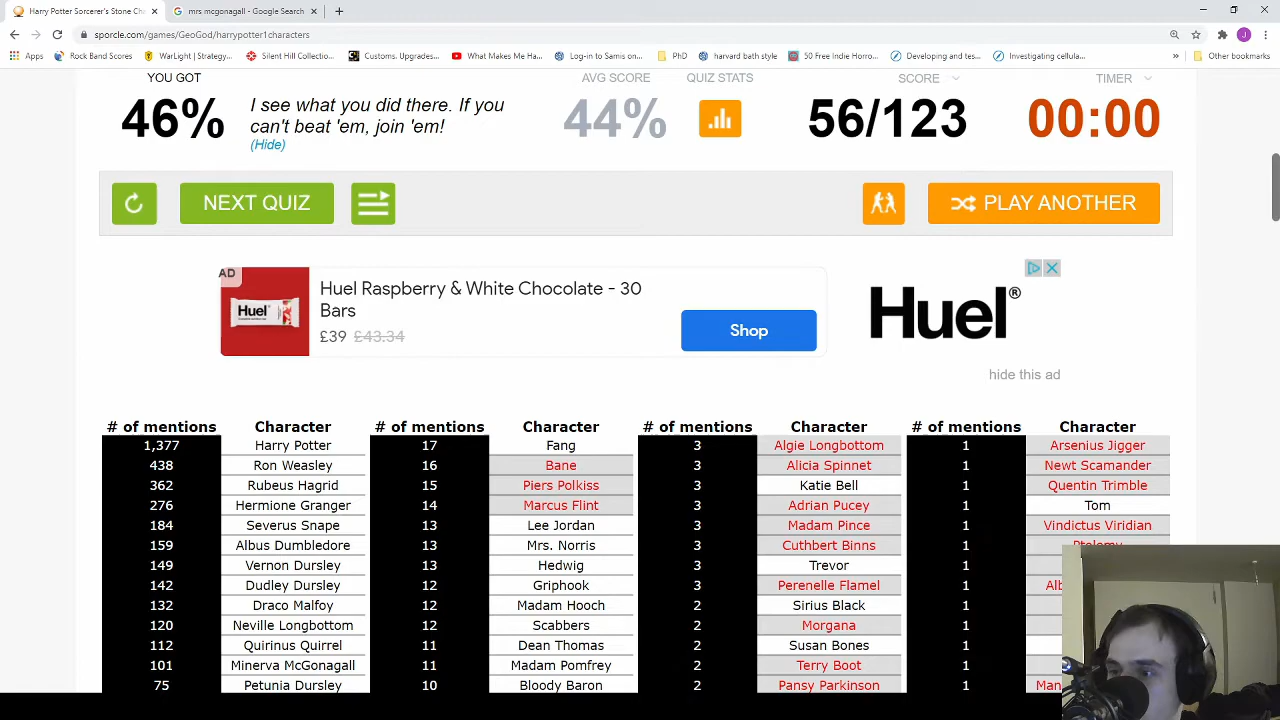 Harry Potter Sorcerer's Stone Ch
mrs mcgonagall - Google Search
sporcle.com/games/GeoGod/harrypotter1characters
Apps
Rock Band Scores
WarLight | Strategy...
Silent Hill Collection...
Customs. Upgrades...
What Makes Me Ha...
Log-in to Samis on...
PhD
harvard bath style
50 Free Indie Horro...
Developing and te...
Investigating cellula...
»
Other bookmarks
YOU GOT
AVG SCORE
QUIZ STATS
SCORE
TIMER
46%
I see what you did there. If you
can't beat 'em, join 'em!
(Hide)
44%
56/123
00:00
NEXT QUIZ
PLAY ANOTHER
AD
Huel
Huel Raspberry & White Chocolate - 30
Bars
£39 £43.34
Shop
Huel®
hide this ad
# of mentions Character # of mentions Character # of mentions Character # of mentions Character
1,377 Harry Potter 17 Fang 3 Algie Longbottom 1 Arsenius Jigger
438 Ron Weasley 16 Bane 3 Alicia Spinnet 1 Newt Scamander
362 Rubeus Hagrid 15 Piers Polkiss 3 Katie Bell 1 Quentin Trimble
276 Hermione Granger 14 Marcus Flint 3 Adrian Pucey 1 Tom
184 Severus Snape 13 Lee Jordan 3 Madam Pince 1 Vindictus Viridian
159 Albus Dumbledore 13 Mrs. Norris 3 Cuthbert Binns 1 Ptolemy
149 Vernon Dursley 13 Hedwig 3 Trevor 1
142 Dudley Dursley 12 Griphook 3 Perenelle Flamel 1 Alb
132 Draco Malfoy 12 Madam Hooch 2 Sirius Black 1
120 Neville Longbottom 12 Scabbers 2 Morgana 1
112 Quirinus Quirrel 11 Dean Thomas 2 Susan Bones 1
101 Minerva McGonagall 11 Madam Pomfrey 2 Terry Boot 1
75 Petunia Dursley 10 Bloody Baron 2 Pansy Parkinson 1 Man